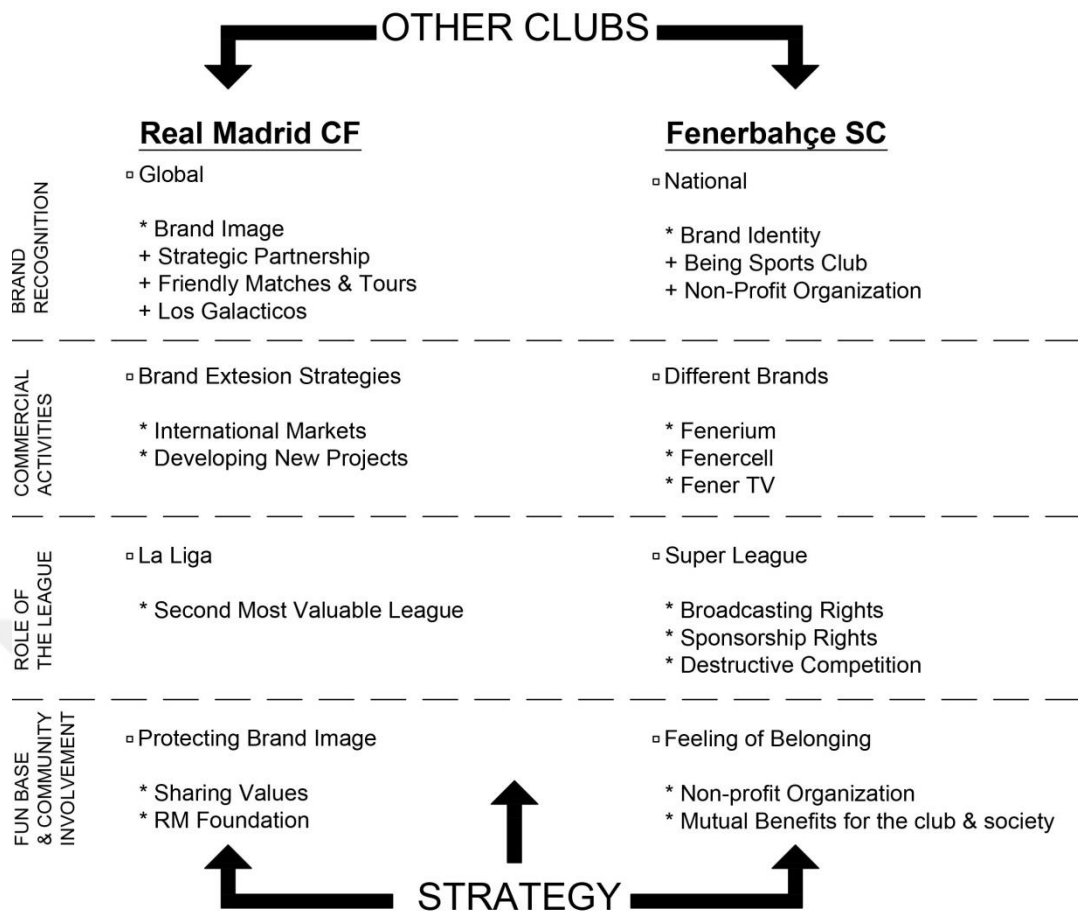 OTHER CLUBS
Real Madrid CF
Fenerbahçe SC
BRAND
RECOGNITION
▫ Global
* Brand Image
+ Strategic Partnership
+ Friendly Matches & Tours
+ Los Galacticos
▫ National
* Brand Identity
+ Being Sports Club
+ Non-Profit Organization
COMMERCIAL
ACTIVITIES
▫ Brand Extesion Strategies
* International Markets
* Developing New Projects
▫ Different Brands
* Fenerium
* Fenercell
* Fener TV
ROLE OF
THE LEAGUE
▫ La Liga
* Second Most Valuable League
▫ Super League
* Broadcasting Rights
* Sponsorship Rights
* Destructive Competition
FUN BASE
& COMMUNITY
INVOLVEMENT
▫ Protecting Brand Image
* Sharing Values
* RM Foundation
▫ Feeling of Belonging
* Non-profit Organization
* Mutual Benefits for the club & society
STRATEGY